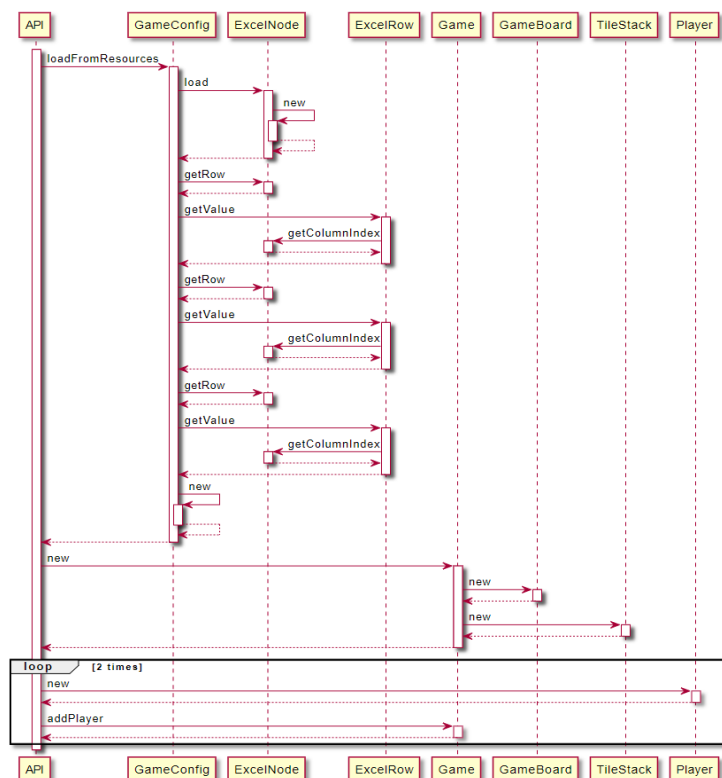 API GameConfig ExcelNode ExcelRow Game GameBoard TileStack Player
loadFromResources
load
new
getRow
getValue
getColumnIndex
getRow
getValue
getColumnIndex
getRow
getValue
getColumnIndex
new
new
new
new
loop [2 times]
new
addPlayer
API GameConfig ExcelNode ExcelRow Game GameBoard TileStack Player